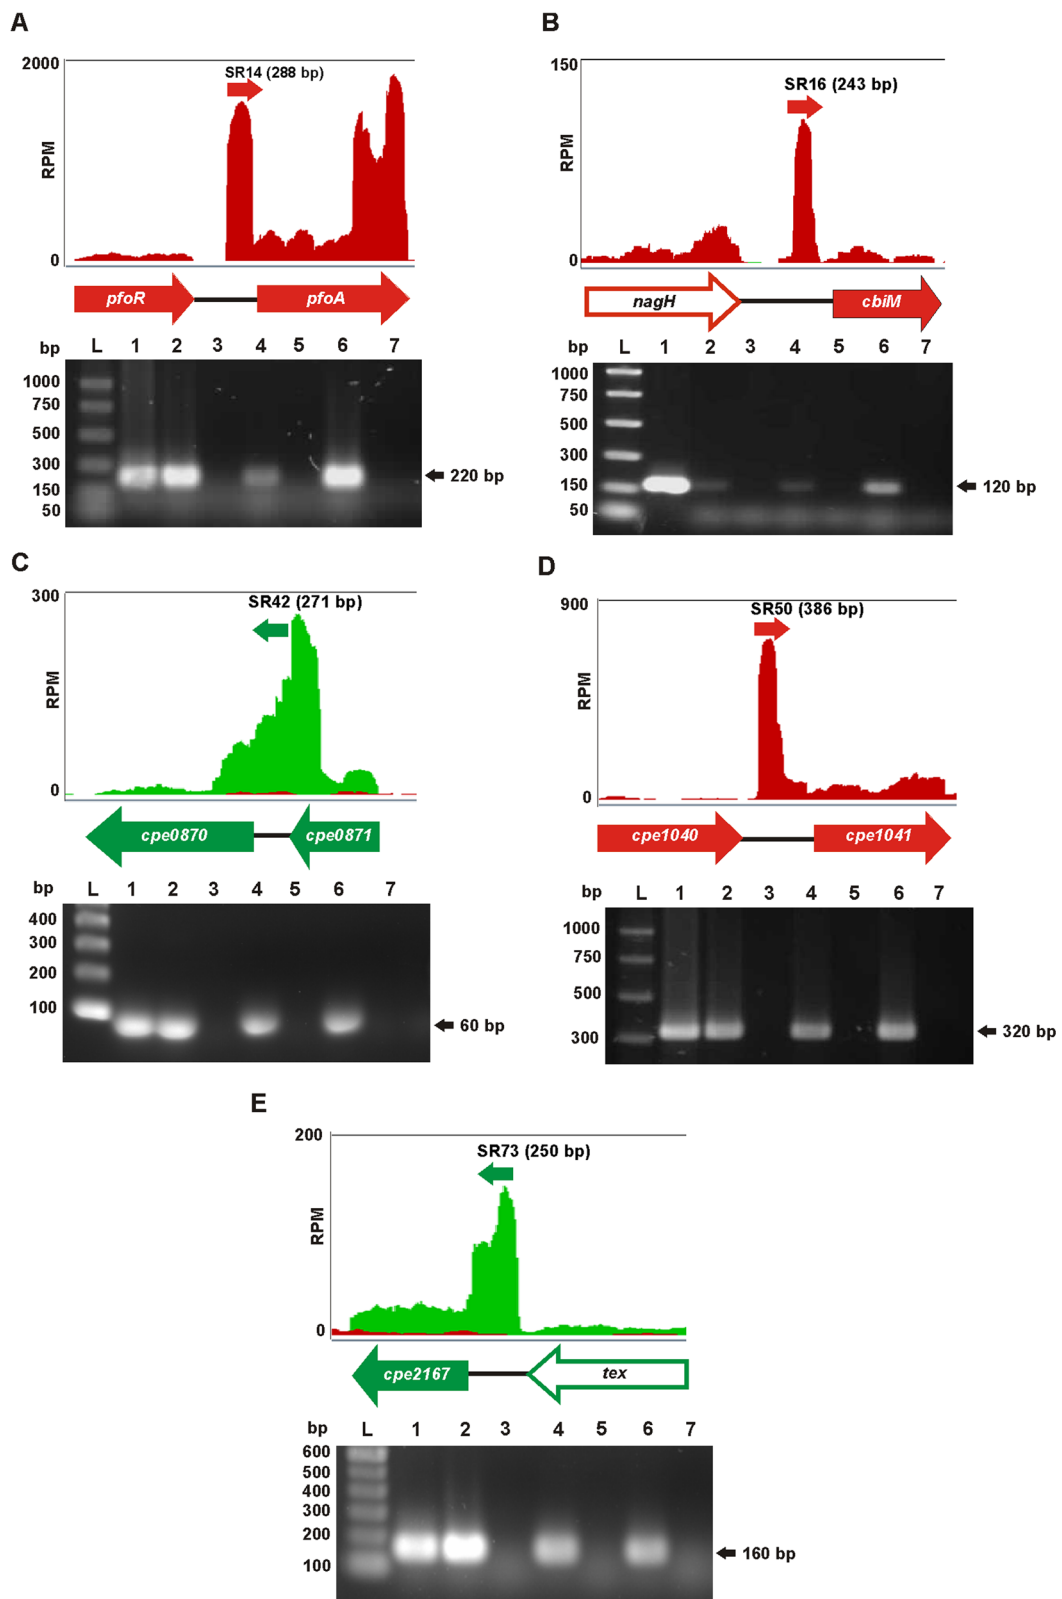 A
2000
SR14 (288 bp)
RPM
0
pfoR pfoA
bp L 1 2 3 4 5 6 7
1000
750
500
300
150
50
220 bp
B
150
SR16 (243 bp)
RPM
0
nagH cbiM
bp L 1 2 3 4 5 6 7
1000
750
500
300
150
50
120 bp
C
300
SR42 (271 bp)
RPM
0
cpe0870 cpe0871
bp L 1 2 3 4 5 6 7
400
300
200
100
60 bp
D
900
SR50 (386 bp)
RPM
0
cpe1040 cpe1041
bp L 1 2 3 4 5 6 7
1000
750
500
300
320 bp
E
200
SR73 (250 bp)
RPM
0
cpe2167 tex
bp L 1 2 3 4 5 6 7
600
500
400
300
200
100
160 bp